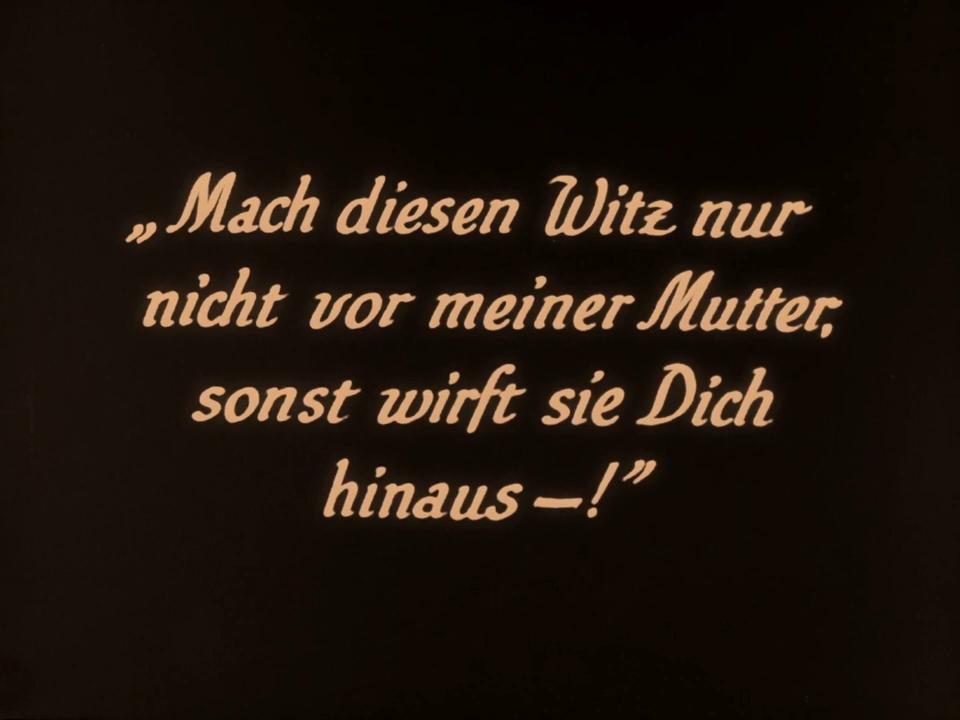 „Mach diesen Witz nur
nicht vor meiner Mutter,
sonst wirft sie Dich
hinaus —!”